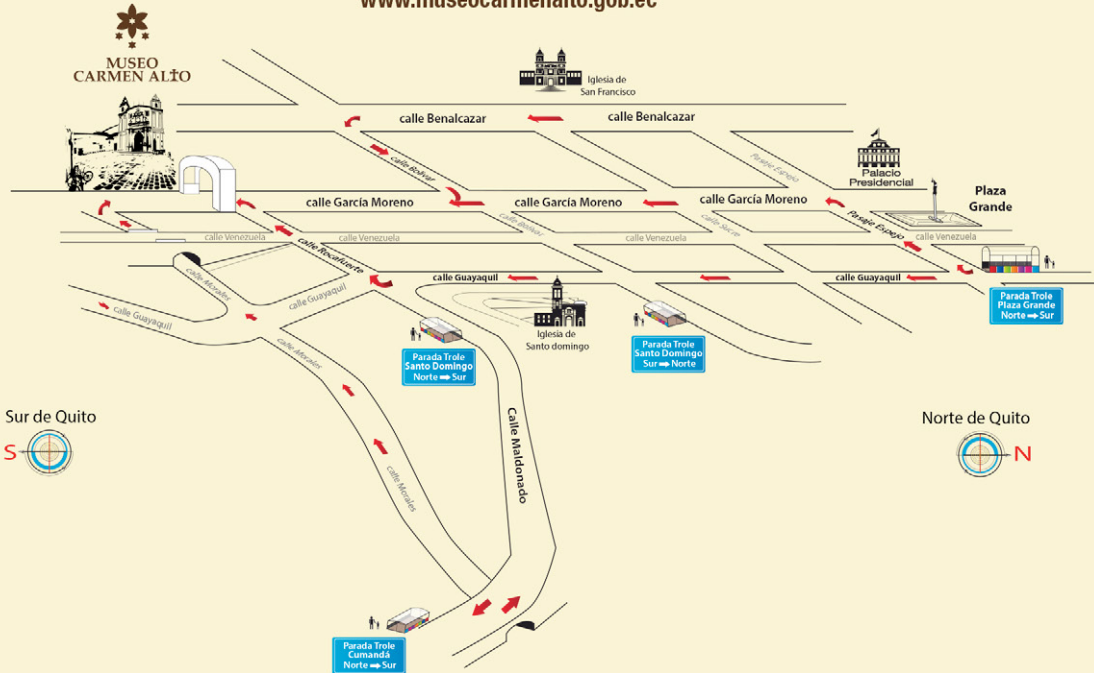 www.museocarmenalto.gob.ec
MUSEO
CARMEN ALTO
Iglesia de
San Francisco
calle Benalcazar
calle Benalcazar
calle Bolívar
Pasaje Espejo
Palacio
Presidencial
Plaza
Grande
calle García Moreno
calle García Moreno
calle García Moreno
calle Bolívar
calle Sucre
Pasaje Espejo
calle Venezuela
calle Venezuela
calle Venezuela
calle Venezuela
calle Rocafuerte
calle Morales
calle Guayaquil
calle Guayaquil
calle Guayaquil
calle Guayaquil
Parada Trole
Plaza Grande
Norte Sur
Iglesia de
Santo domingo
Parada Trole
Santo Domingo
Norte Sur
Parada Trole
Santo Domingo
Sur Norte
calle Morales
Sur de Quito
S
Norte de Quito
N
Calle Maldonado
calle Morales
Parada Trole
Cumandá
Norte Sur